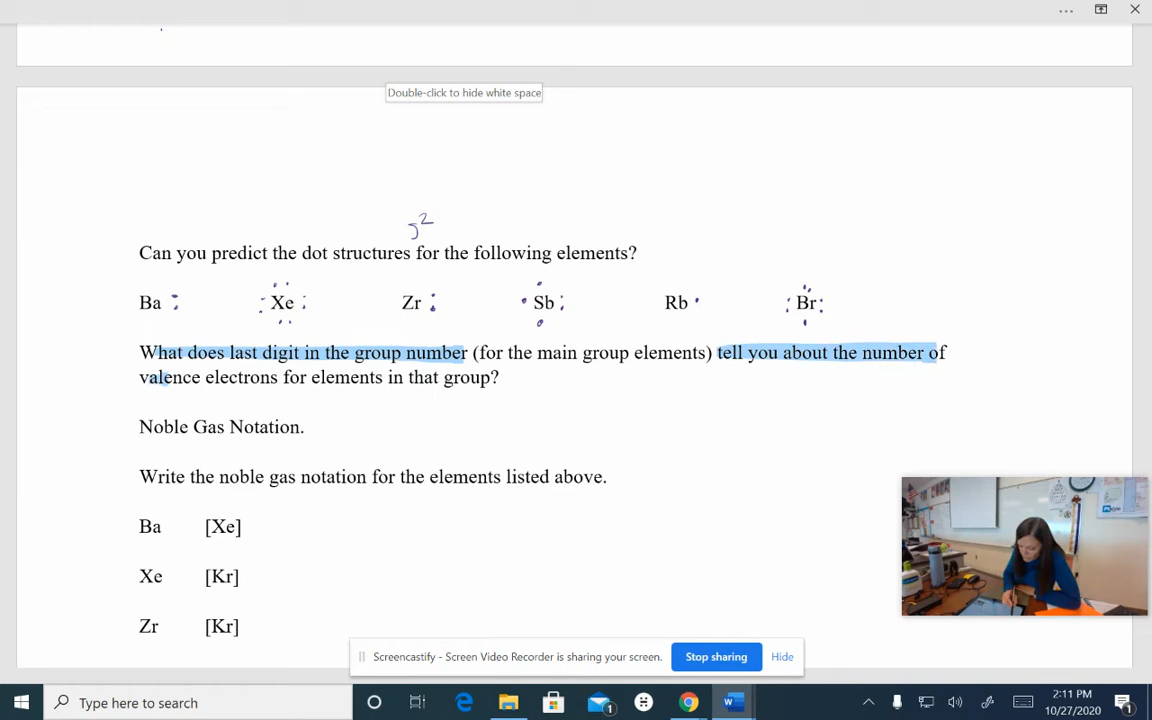 Double-click to hide white space
Can you predict the dot structures for the following elements?
Ba Xe Zr Sb Rb Br
What does last digit in the group number (for the main group elements) tell you about the number of
valence electrons for elements in that group?
Noble Gas Notation.
Write the noble gas notation for the elements listed above.
Ba [Xe]
Xe [Kr]
Zr [Kr]
Screencastify - Screen Video Recorder is sharing your screen. Stop sharing Hide
Type here to search
2:11 PM
10/27/2020